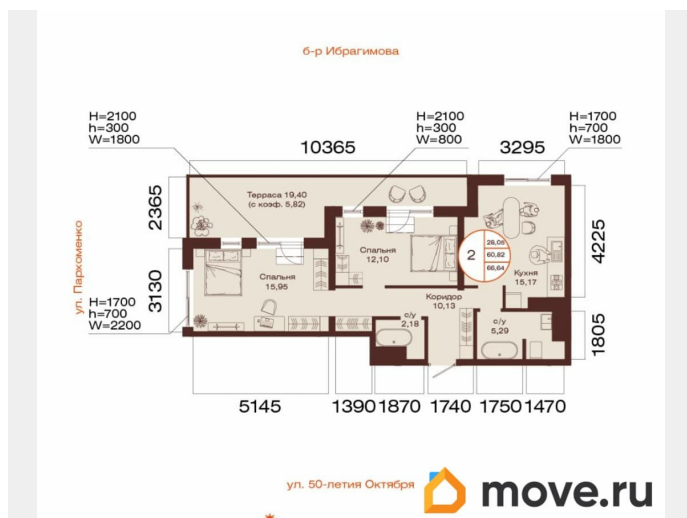 б-р Ибрагимова
H=2100
h=300
W=1800
H=2100
h=300
W=800
H=1700
h=700
W=1800
10365
3295
2365
Терраса 19,40
(с коэф. 5,82)
ул. Пархоменко
Спальня
12,10
2
28,05
60,82
66,64
4225
Кухня
15,17
3130
Спальня
15,95
H=1700
h=700
W=2200
Коридор
10,13
с/у
2,18
с/у
5,29
1805
5145
1390
1870
1740
1750
1470
ул. 50-летия Октября
move.ru